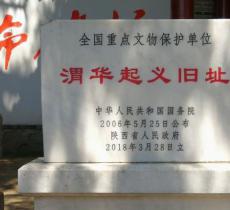 全国重点文物保护单位
渭华起义旧址
中华人民共和国国务院
2006年5月25日公布
陕西省人民政府
2018年3月28日立